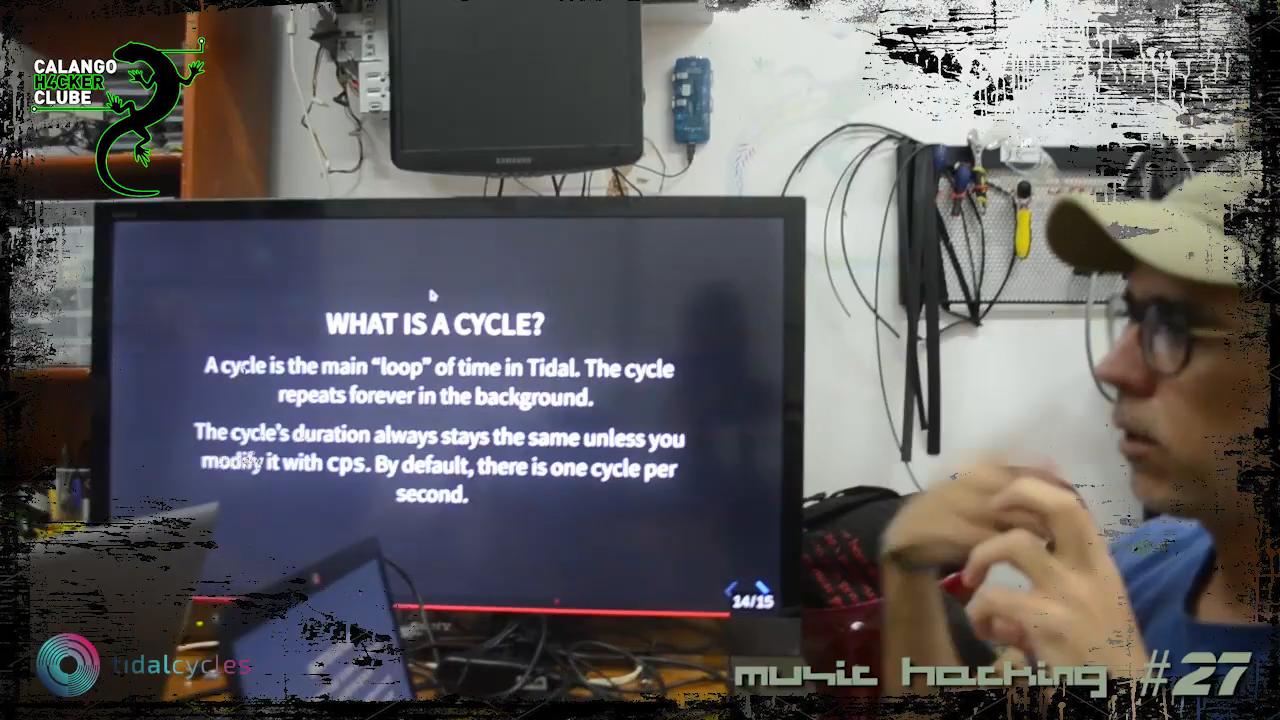 CALANGO
H4CKER
CLUBE
SAMSUNG
WHAT IS A CYCLE?
A cycle is the main “loop” of time in Tidal. The cycle
repeats forever in the background.
The cycle's duration always stays the same unless you
modify it with cps. By default, there is one cycle per
second.
14/15
tidalcycles
music hacking #27